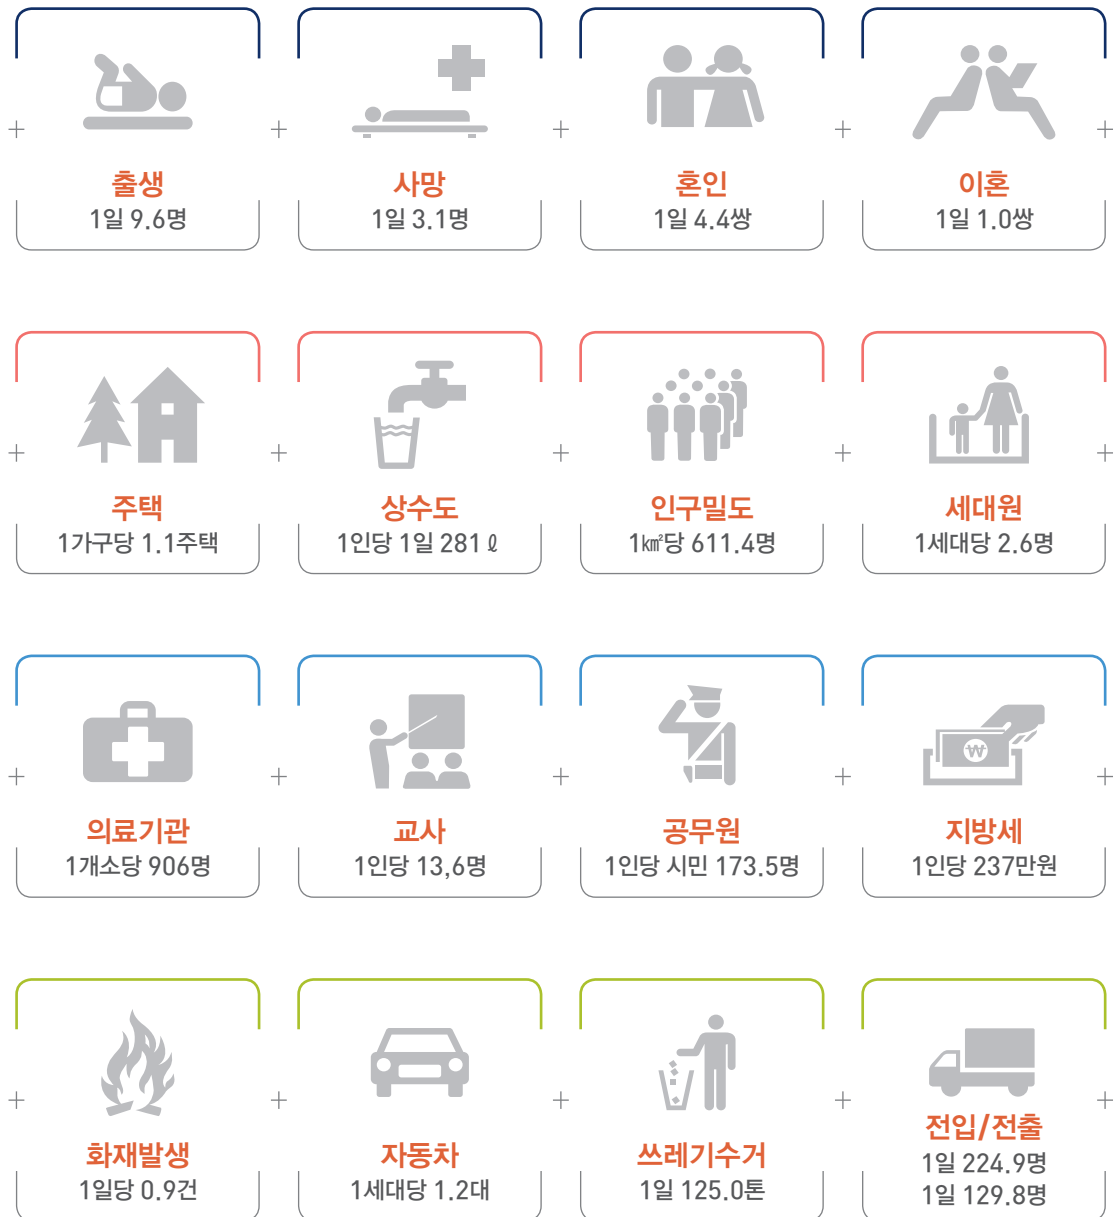 출생
1일 9.6명
사망
1일 3.1명
혼인
1일 4.4쌍
이혼
1일 1.0쌍
주택
1가구당 1.1주택
상수도
1인당 1일 281 ℓ
인구밀도
1㎢당 611.4명
세대원
1세대당 2.6명
의료기관
1개소당 906명
교사
1인당 13,6명
공무원
1인당 시민 173.5명
₩
지방세
1인당 237만원
화재발생
1일당 0.9건
자동차
1세대당 1.2대
쓰레기수거
1일 125.0톤
전입/전출
1일 224.9명
1일 129.8명